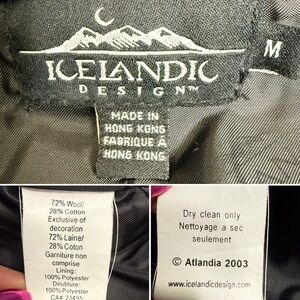 ICELANDIC
DESIGN™
M
MADE IN
HONG KONG
FABRIQUÉ À
HONG KONG
72% Wool/
28% Cotton
Exclusive of
decoration
72% Laine/
28% Coton
Garniture non
comprise
Lining:
100% Polyester
Doublure:
100% Polyester
CA# 23495
Dry clean only
Nettoyage a sec
seulement
© Atlandia 2003
www.icelandicdesign.com